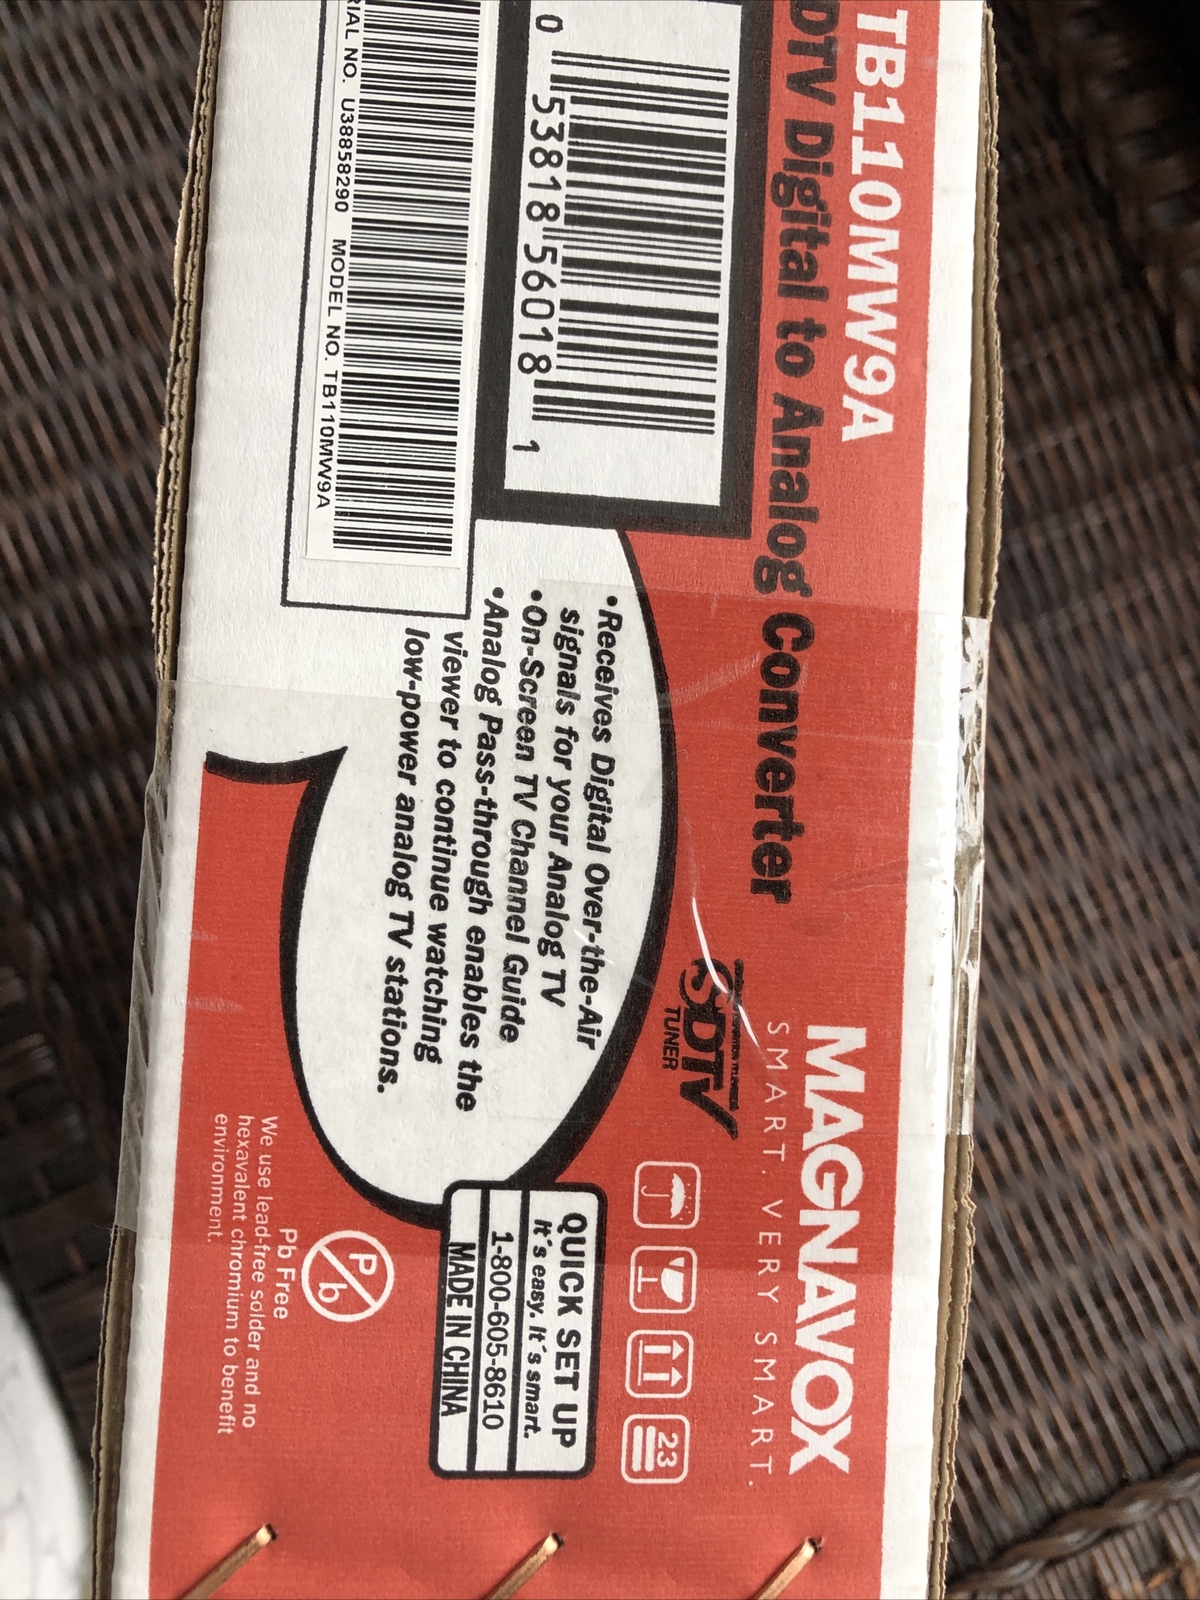 TB110MW9A
DTV Digital to Analog Converter
MAGNAVOX
SMART. VERY SMART.
SDTV
TUNER
0 53818 56018 1
RIAL NO. U38858290 MODEL NO. TB110MW9A
•Receives Digital Over-the-Air
signals for your Analog TV
•On-Screen TV Channel Guide
•Analog Pass-through enables the
viewer to continue watching
low-power analog TV stations.
23
QUICK SET UP
It's easy. It's smart.
1-800-605-8610
MADE IN CHINA
Pb
Pb Free
We use lead-free solder and no
hexavalent chromium to benefit
environment.